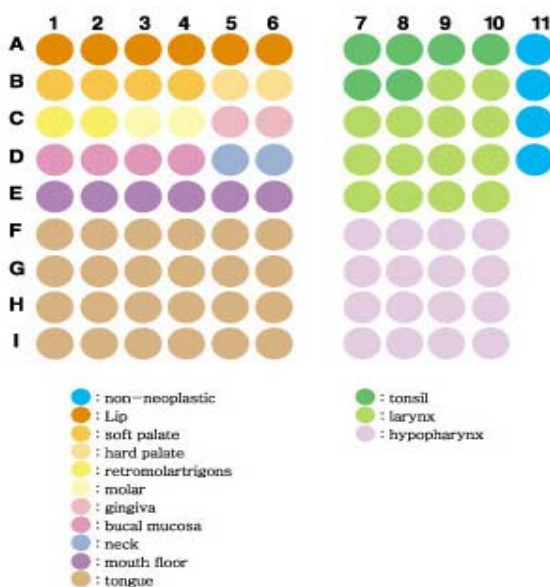 1 2 3 4 5 6 7 8 9 10 11
A
B
C
D
E
F
G
H
I
: non-neoplastic
: Lip
: soft palate
: hard palate
: retromolartrigons
: molar
: gingiva
: bucal mucosa
: neck
: mouth floor
: tongue
: tonsil
: larynx
: hypopharynx